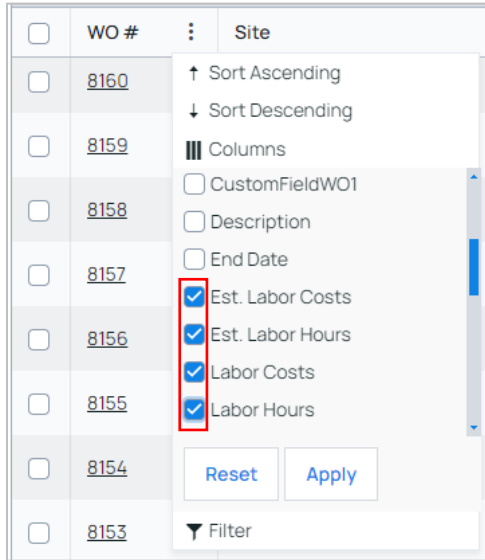 WO # Site
8160
↑ Sort Ascending
↓ Sort Descending
8159
Columns
CustomFieldWO1
8158
Description
End Date
8157
Est. Labor Costs
8156
Est. Labor Hours
Labor Costs
8155
Labor Hours
8154
Reset Apply
8153
Filter